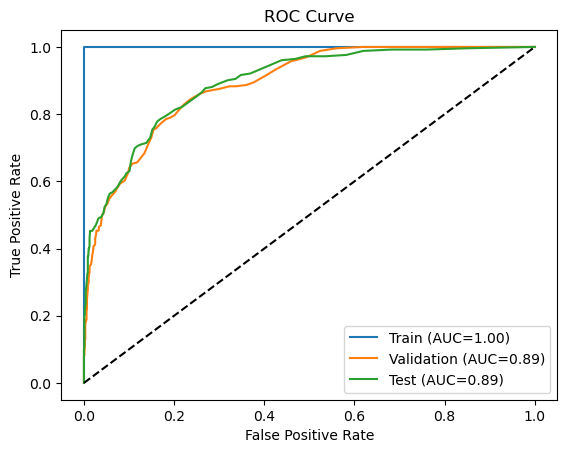 ROC Curve
True Positive Rate
1.0
0.8
0.6
0.4
0.2
0.0
0.0 0.2 0.4 0.6 0.8 1.0
False Positive Rate
Train (AUC=1.00)
Validation (AUC=0.89)
Test (AUC=0.89)